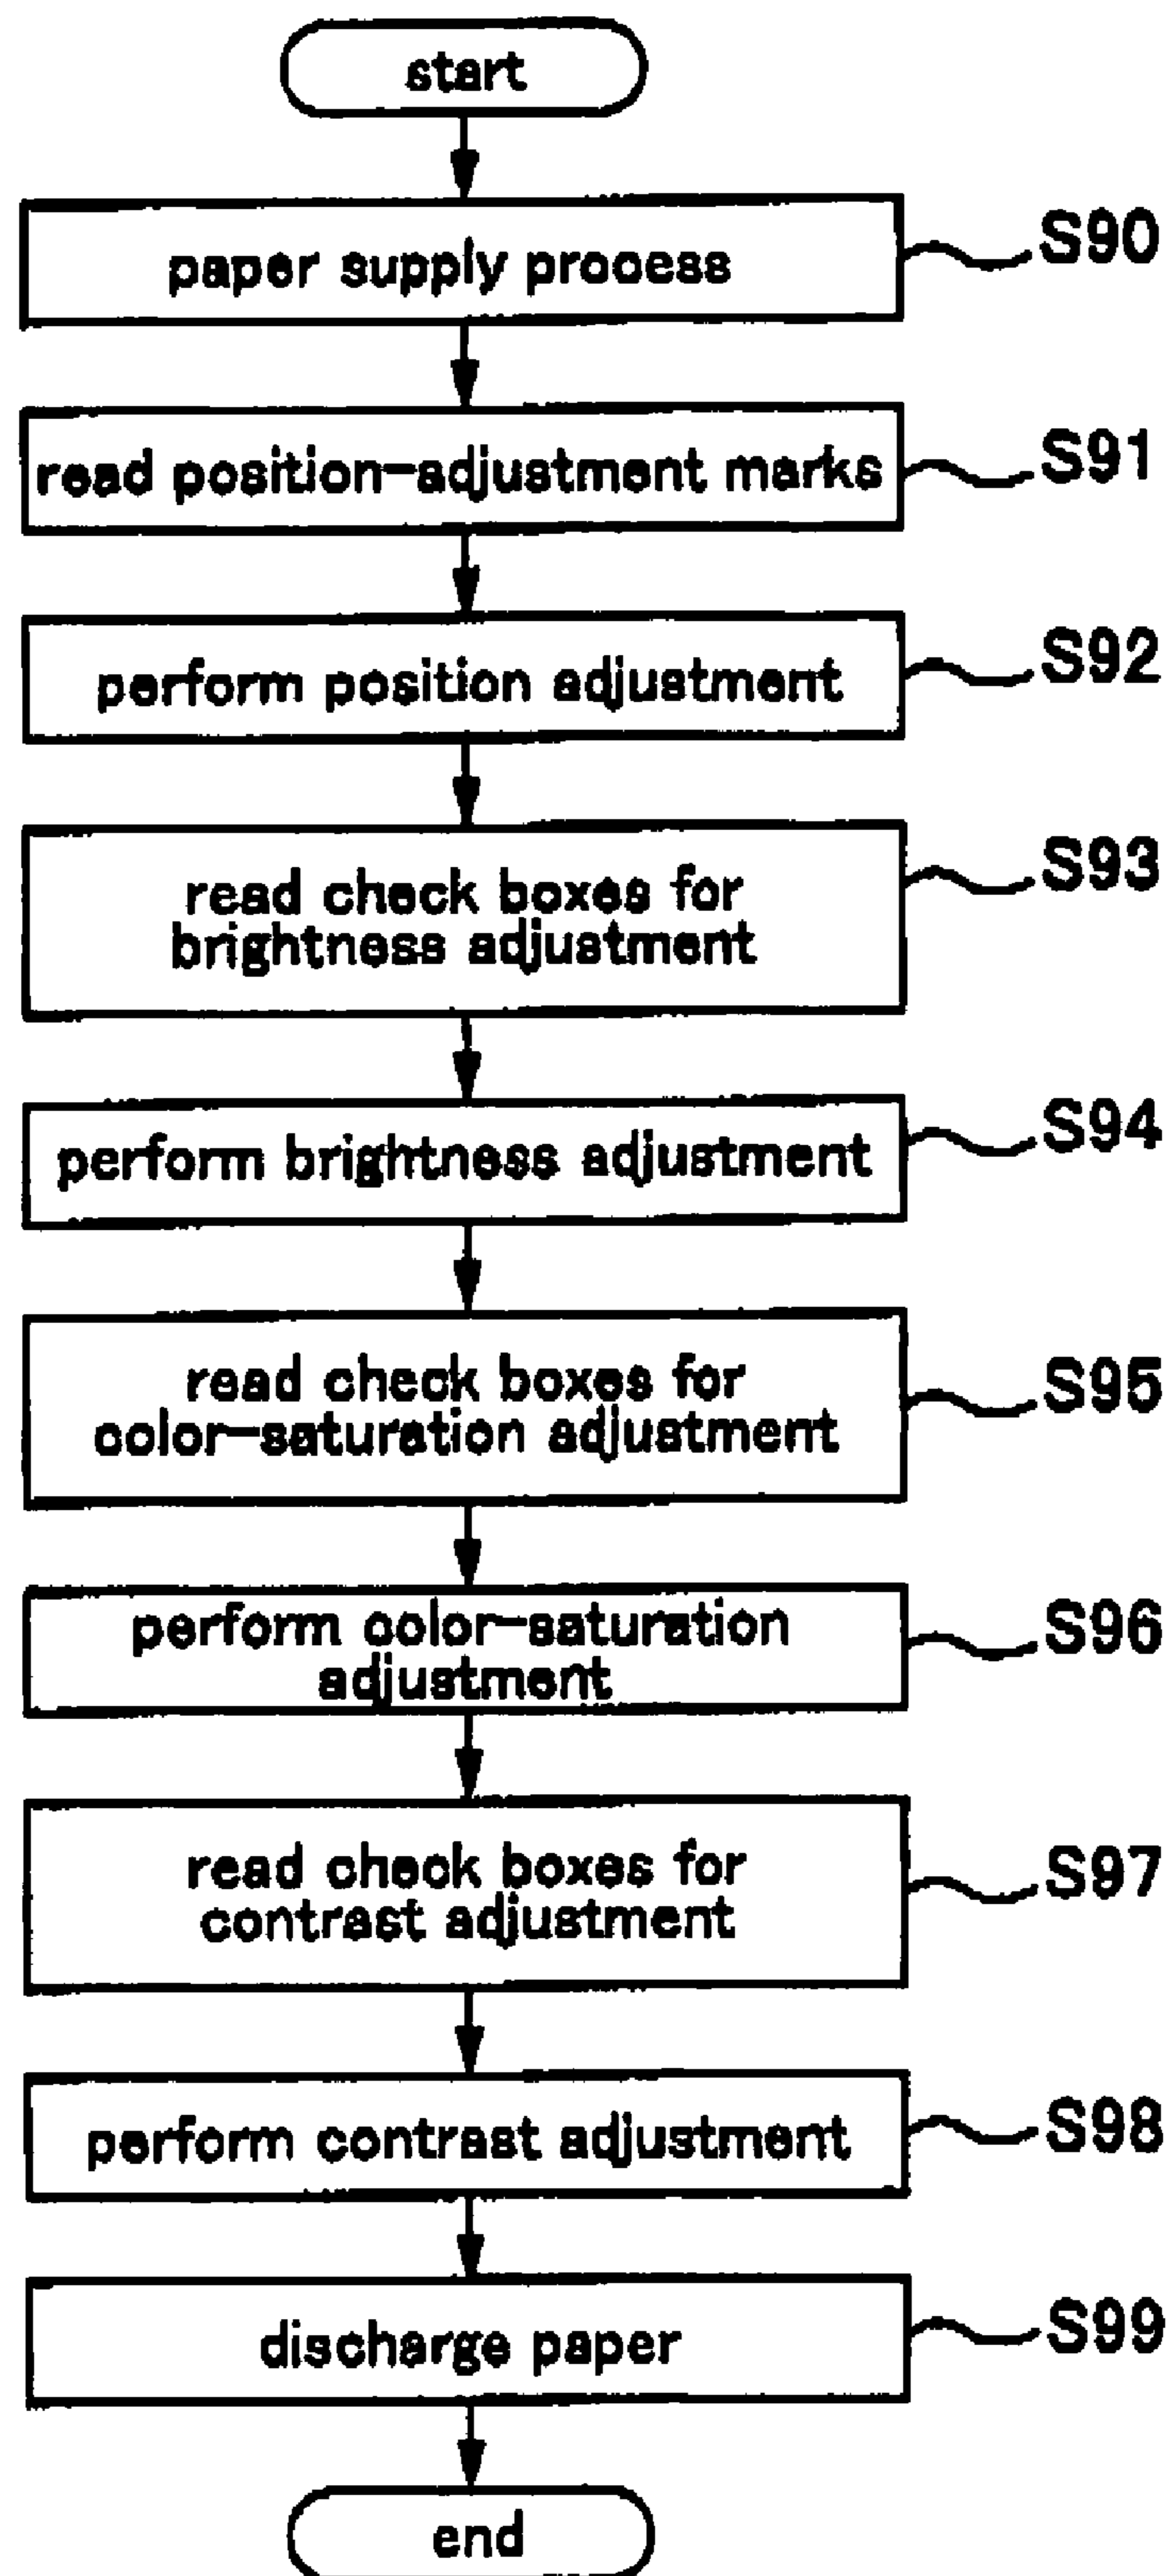 start
paper supply process
S90
read position-adjustment marks
S91
perform position adjustment
S92
read check boxes for
brightness adjustment
S93
perform brightness adjustment
S94
read check boxes for
color-saturation adjustment
S95
perform color-saturation
adjustment
S96
read check boxes for
contrast adjustment
S97
perform contrast adjustment
S98
discharge paper
S99
end